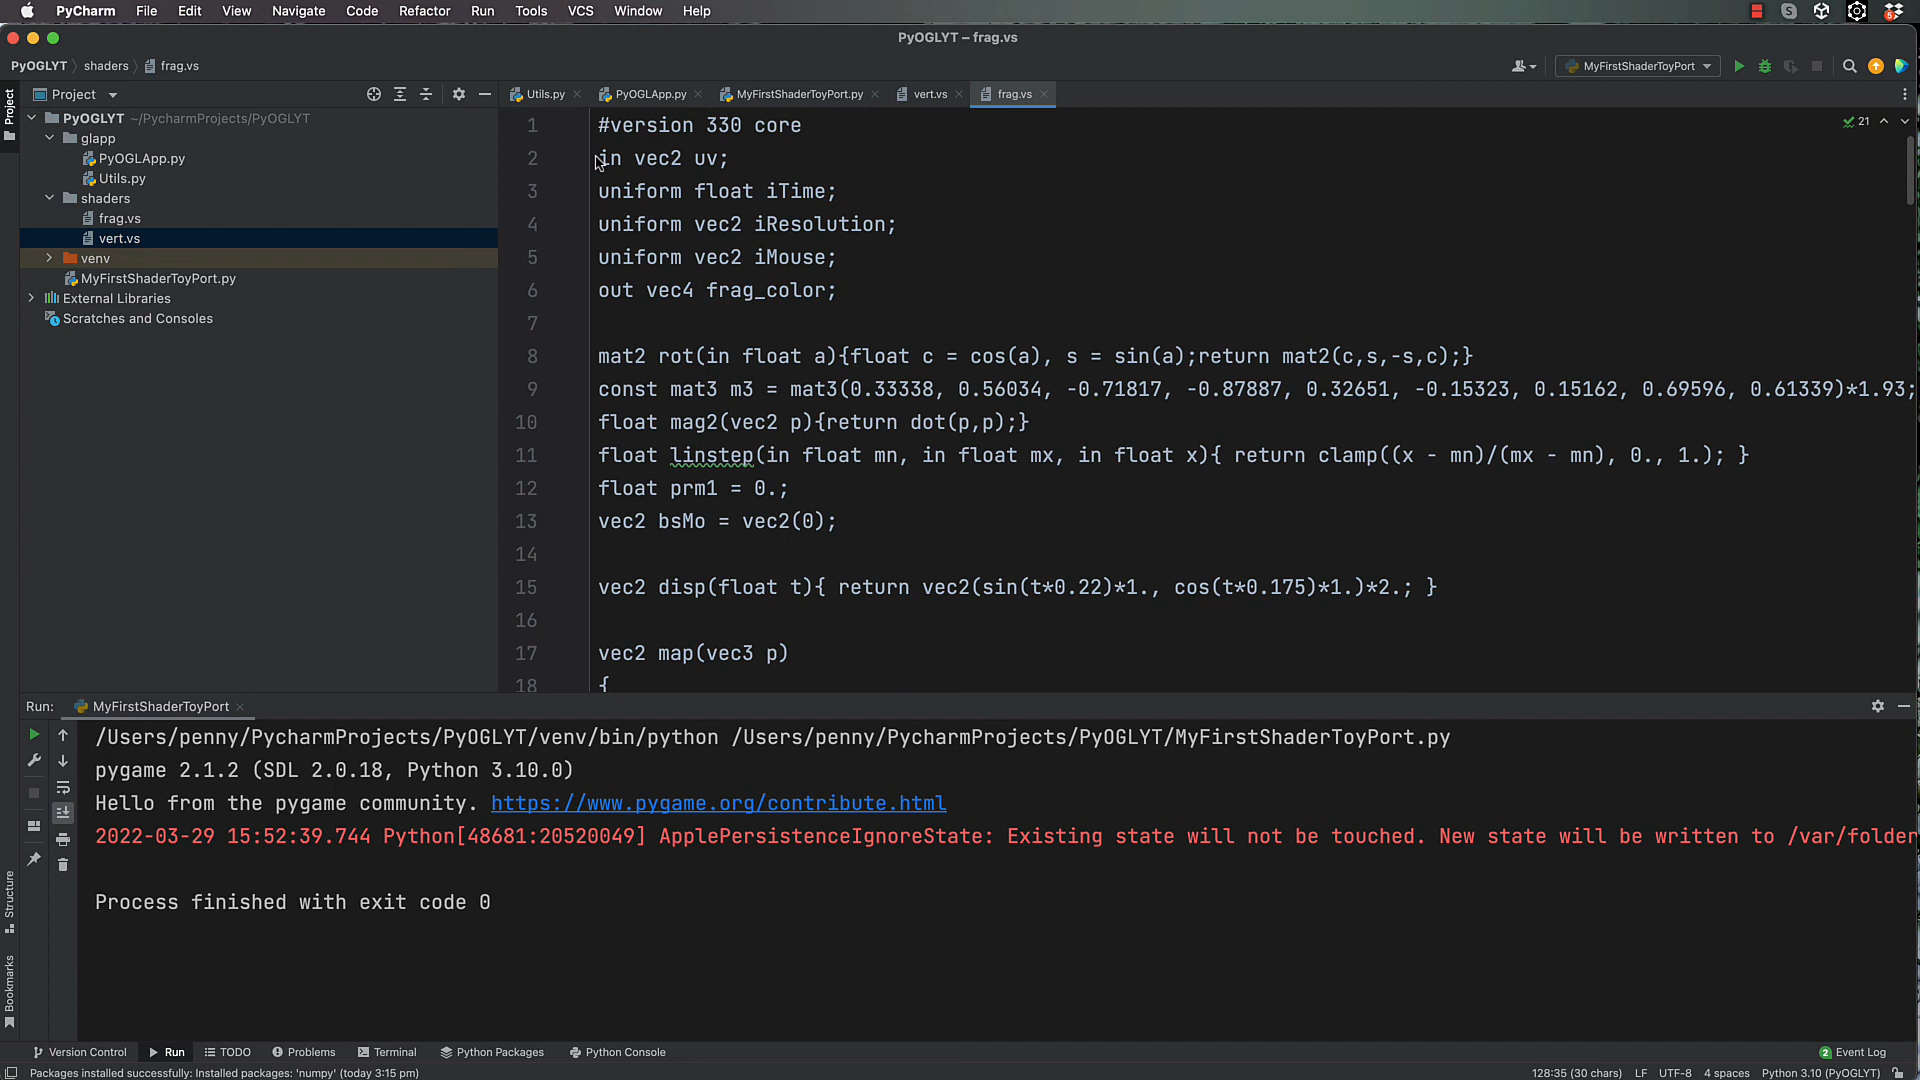 PyCharm File Edit View Navigate Code Refactor Run Tools VCS Window Help
PyOGLYT – frag.vs
PyOGLYT shaders frag.vs
MyFirstShaderToyPort
Project
Project
Utils.py PyOGLApp.py MyFirstShaderToyPort.py vert.vs frag.vs
PyOGLYT ~/PycharmProjects/PyOGLYT
glapp
PyOGLApp.py
Utils.py
shaders
frag.vs
vert.vs
venv
MyFirstShaderToyPort.py
External Libraries
Scratches and Consoles
21
1 #version 330 core
2 in vec2 uv;
3 uniform float iTime;
4 uniform vec2 iResolution;
5 uniform vec2 iMouse;
6 out vec4 frag_color;
7
8 mat2 rot(in float a){float c = cos(a), s = sin(a);return mat2(c,s,-s,c);}
9 const mat3 m3 = mat3(0.33338, 0.56034, -0.71817, -0.87887, 0.32651, -0.15323, 0.15162, 0.69596, 0.61339)*1.93;
10 float mag2(vec2 p){return dot(p,p);}
11 float linstep(in float mn, in float mx, in float x){ return clamp((x - mn)/(mx - mn), 0., 1.); }
12 float prm1 = 0.;
13 vec2 bsMo = vec2(0);
14
15 vec2 disp(float t){ return vec2(sin(t*0.22)*1., cos(t*0.175)*1.)*2.; }
16
17 vec2 map(vec3 p)
18 {
Run: MyFirstShaderToyPort
/Users/penny/PycharmProjects/PyOGLYT/venv/bin/python /Users/penny/PycharmProjects/PyOGLYT/MyFirstShaderToyPort.py
pygame 2.1.2 (SDL 2.0.18, Python 3.10.0)
Hello from the pygame community. https://www.pygame.org/contribute.html
2022-03-29 15:52:39.744 Python[48681:20520049] ApplePersistenceIgnoreState: Existing state will not be touched. New state will be written to /var/folder
Process finished with exit code 0
Structure
Bookmarks
Version Control Run TODO Problems Terminal Python Packages Python Console 2 Event Log
Packages installed successfully: Installed packages: 'numpy' (today 3:15 pm) 128:35 (30 chars) LF UTF-8 4 spaces Python 3.10 (PyOGLYT)